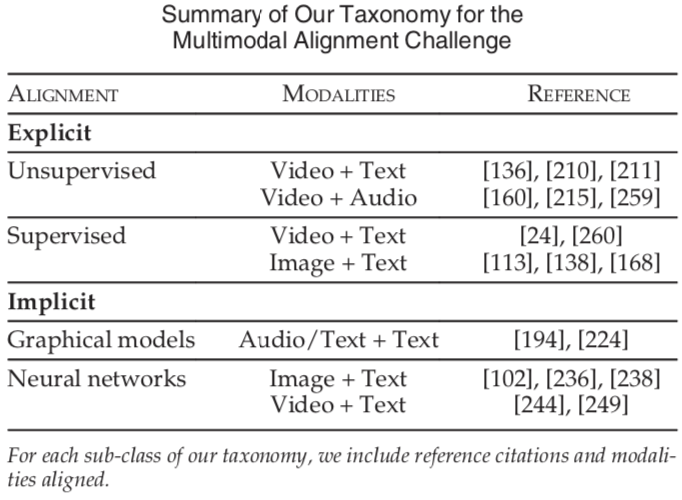 Summary of Our Taxonomy for the
Multimodal Alignment Challenge
ALIGNMENT MODALITIES REFERENCE
Explicit
Unsupervised Video + Text [136], [210], [211]
Video + Audio [160], [215], [259]
Supervised Video + Text [24], [260]
Image + Text [113], [138], [168]
Implicit
Graphical models Audio/Text + Text [194], [224]
Neural networks Image + Text [102], [236], [238]
Video + Text [244], [249]
For each sub-class of our taxonomy, we include reference citations and modali-
ties aligned.